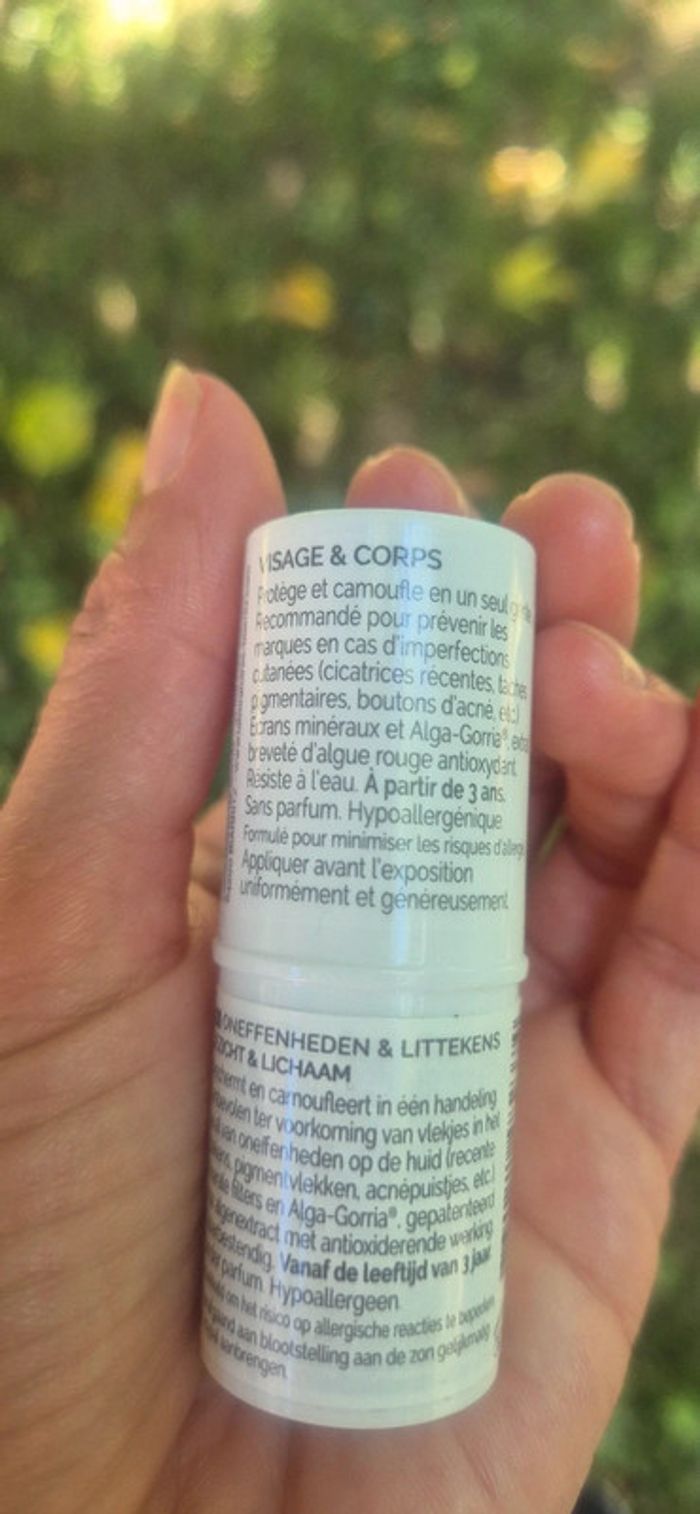 VISAGE & CORPS
Protège et camoufle en un seul
Recommandé pour prévenir les
marques en cas d'imperfections
cutanées (cicatrices récentes, taches
pigmentaires, boutons d'acné, etc.)
Écrans minéraux et Alga-Gorria®,
breveté d'algue rouge antioxydant.
Résiste à l'eau. À partir de 3 ans.
Sans parfum. Hypoallergénique
Formulé pour minimiser les risques
Appliquer avant l'exposition
uniformément et généreusement
ONEFFENHEDEN & LITTEKENS
& LICHAAM
en camoufleert in één handeling
ter voorkoming van vlekjes in het
van oneffenheden op de huid (recente
pigmentvlekken, acnépuistjes, etc.)
filters en Alga-Gorria®, gepatenteerd
met antioxiderende werking.
Vanaf de leeftijd van 3 jaar.
parfum. Hypoallergeen.
om het risico op allergische reacties te beperken
aan blootstelling aan de zon gelijkmatig
aanbrengen.